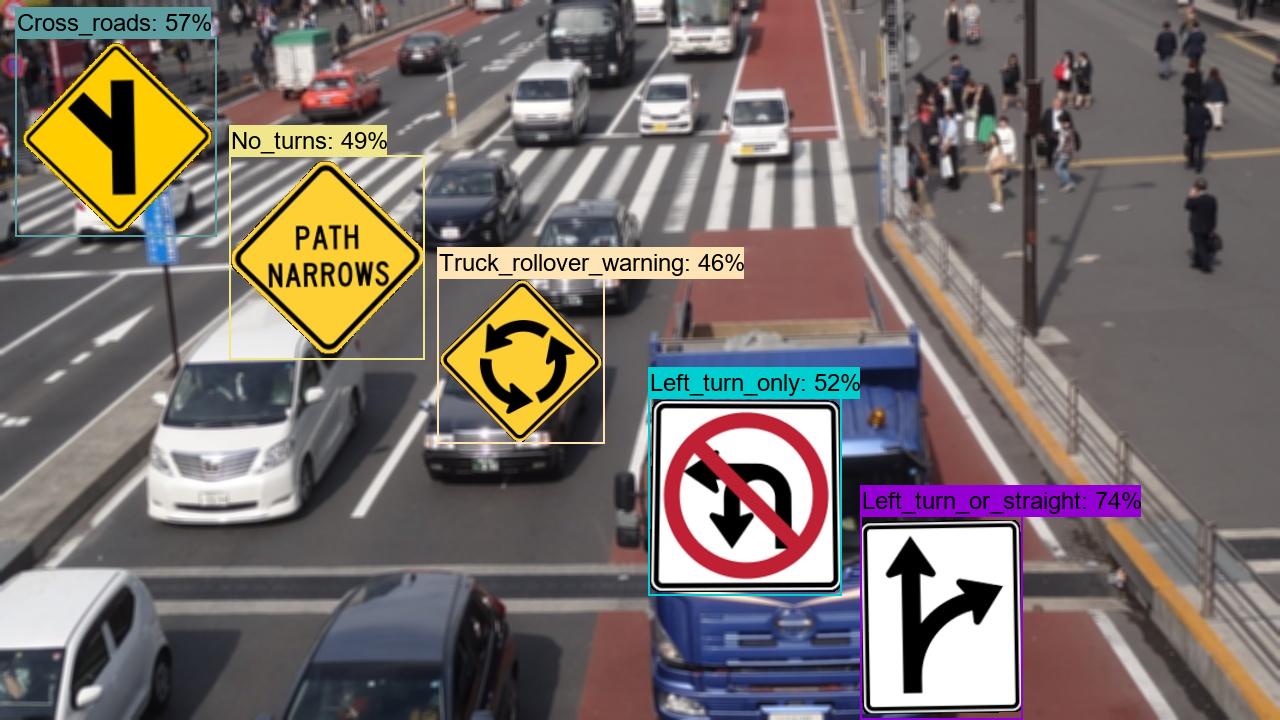 Cross_roads: 57%
No_turns: 49%
PATH
NARROWS
Truck_rollover_warning: 46%
Left_turn_only: 52%
Left_turn_or_straight: 74%